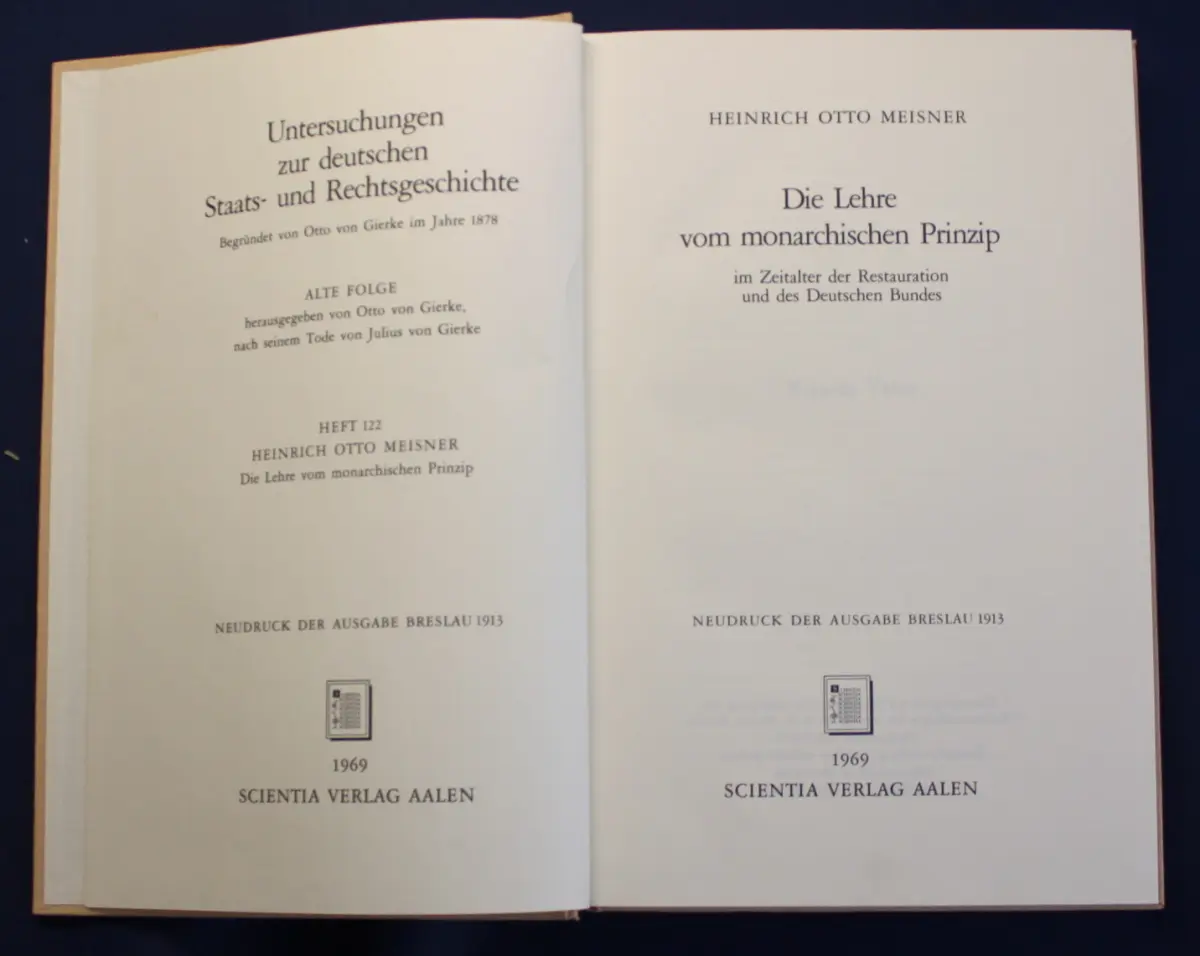 Untersuchungen
zur deutschen
Staats- und Rechtsgeschichte
Begründet von Otto von Gierke im Jahre 1878
ALTE FOLGE
herausgegeben von Otto von Gierke,
nach seinem Tode von Julius von Gierke
HEFT 122
HEINRICH OTTO MEISNER
Die Lehre vom monarchischen Prinzip
NEUDRUCK DER AUSGABE BRESLAU 1913
1969
SCIENTIA VERLAG AALEN
HEINRICH OTTO MEISNER
Die Lehre
vom monarchischen Prinzip
im Zeitalter der Restauration
und des Deutschen Bundes
NEUDRUCK DER AUSGABE BRESLAU 1913
1969
SCIENTIA VERLAG AALEN